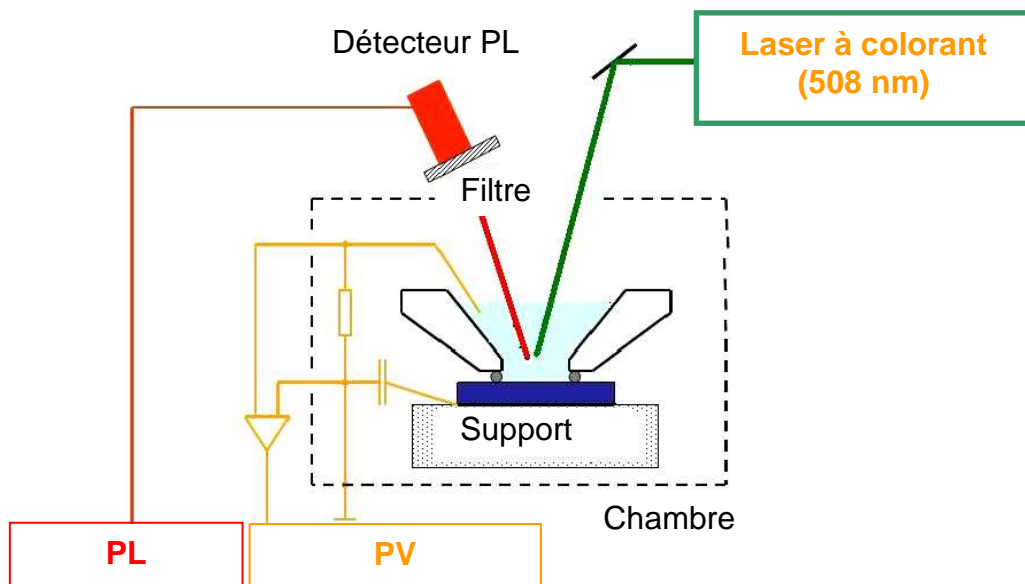 Détecteur PL
Laser à colorant
(508 nm)
Filtre
Support
Chambre
PL
PV